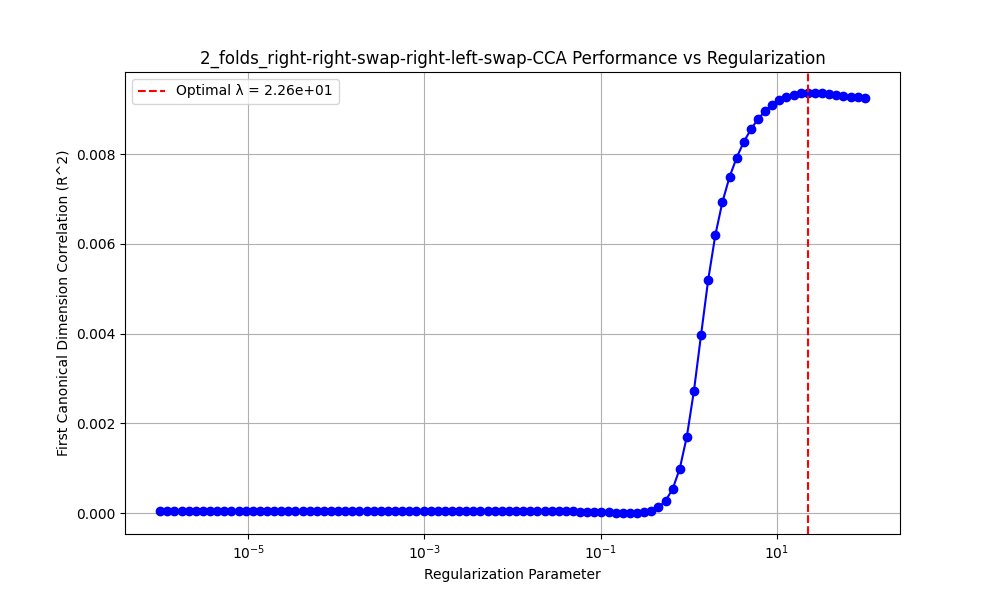 2_folds_right-right-swap-right-left-swap-CCA Performance vs Regularization
Optimal λ = 2.26e+01
First Canonical Dimension Correlation (R^2)
0.008
0.006
0.004
0.002
0.000
10^-5
10^-3
10^-1
10^1
Regularization Parameter